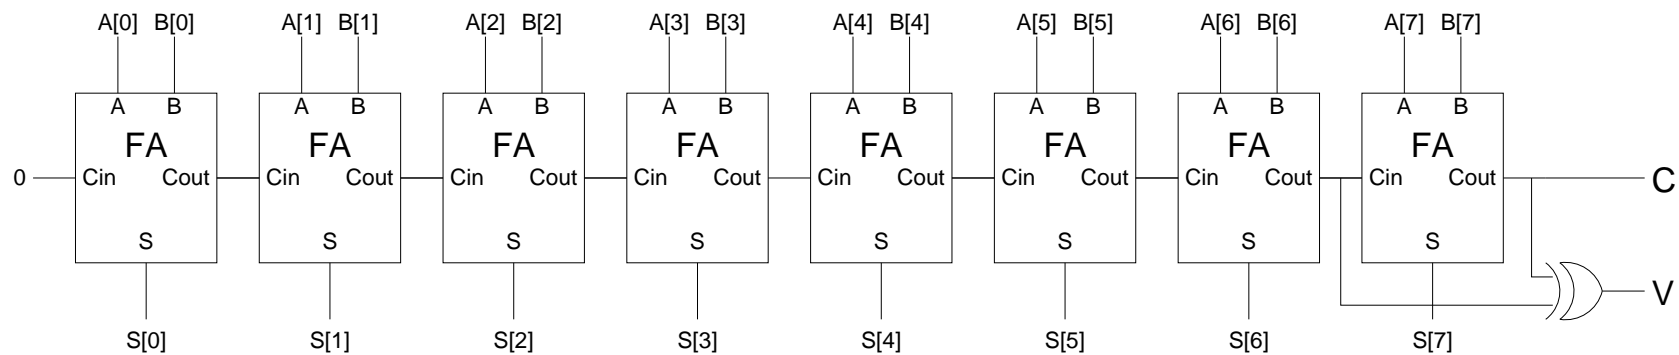 A[0] B[0] A[1] B[1] A[2] B[2] A[3] B[3] A[4] B[4] A[5] B[5] A[6] B[6] A[7] B[7]
A B A B A B A B A B A B A B A B
FA FA FA FA FA FA FA FA
0 Cin Cout Cin Cout Cin Cout Cin Cout Cin Cout Cin Cout Cin Cout Cin Cout C
S S S S S S S S
V
S[0] S[1] S[2] S[3] S[4] S[5] S[6] S[7]